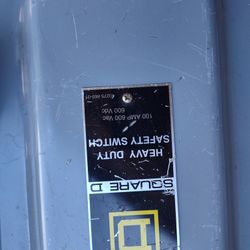 D
SQUARE D
HEAVY DUTY
SAFETY SWITCH
100 AMP 600 Vac
600 Vdc